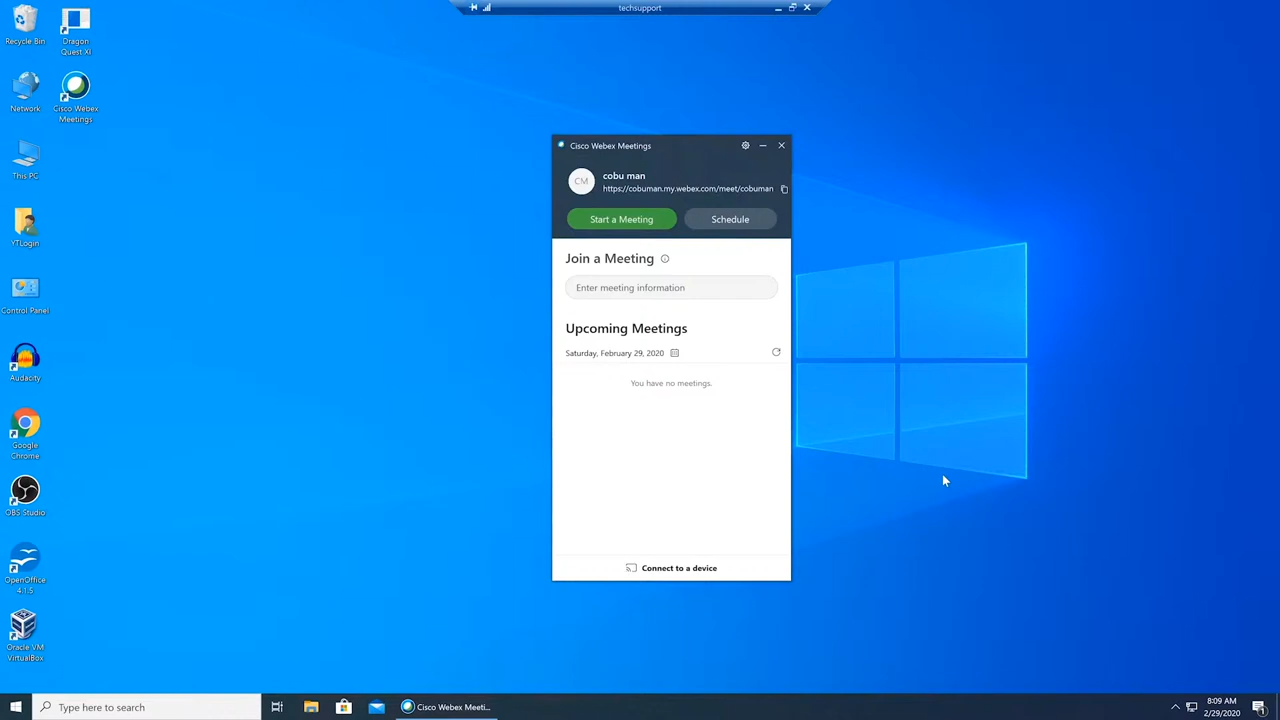 techsupport
Recycle Bin
Dragon
Quest XI
Network
Cisco Webex
Meetings
This PC
YTLogin
Control Panel
Audacity
Google
Chrome
OBS Studio
OpenOffice
4.1.5
Oracle VM
VirtualBox
Cisco Webex Meetings
CM
cobu man
https://cobuman.my.webex.com/meet/cobuman
Start a Meeting
Schedule
Join a Meeting
Enter meeting information
Upcoming Meetings
Saturday, February 29, 2020
You have no meetings.
Connect to a device
Type here to search
Cisco Webex Meeti...
8:09 AM
2/29/2020
1